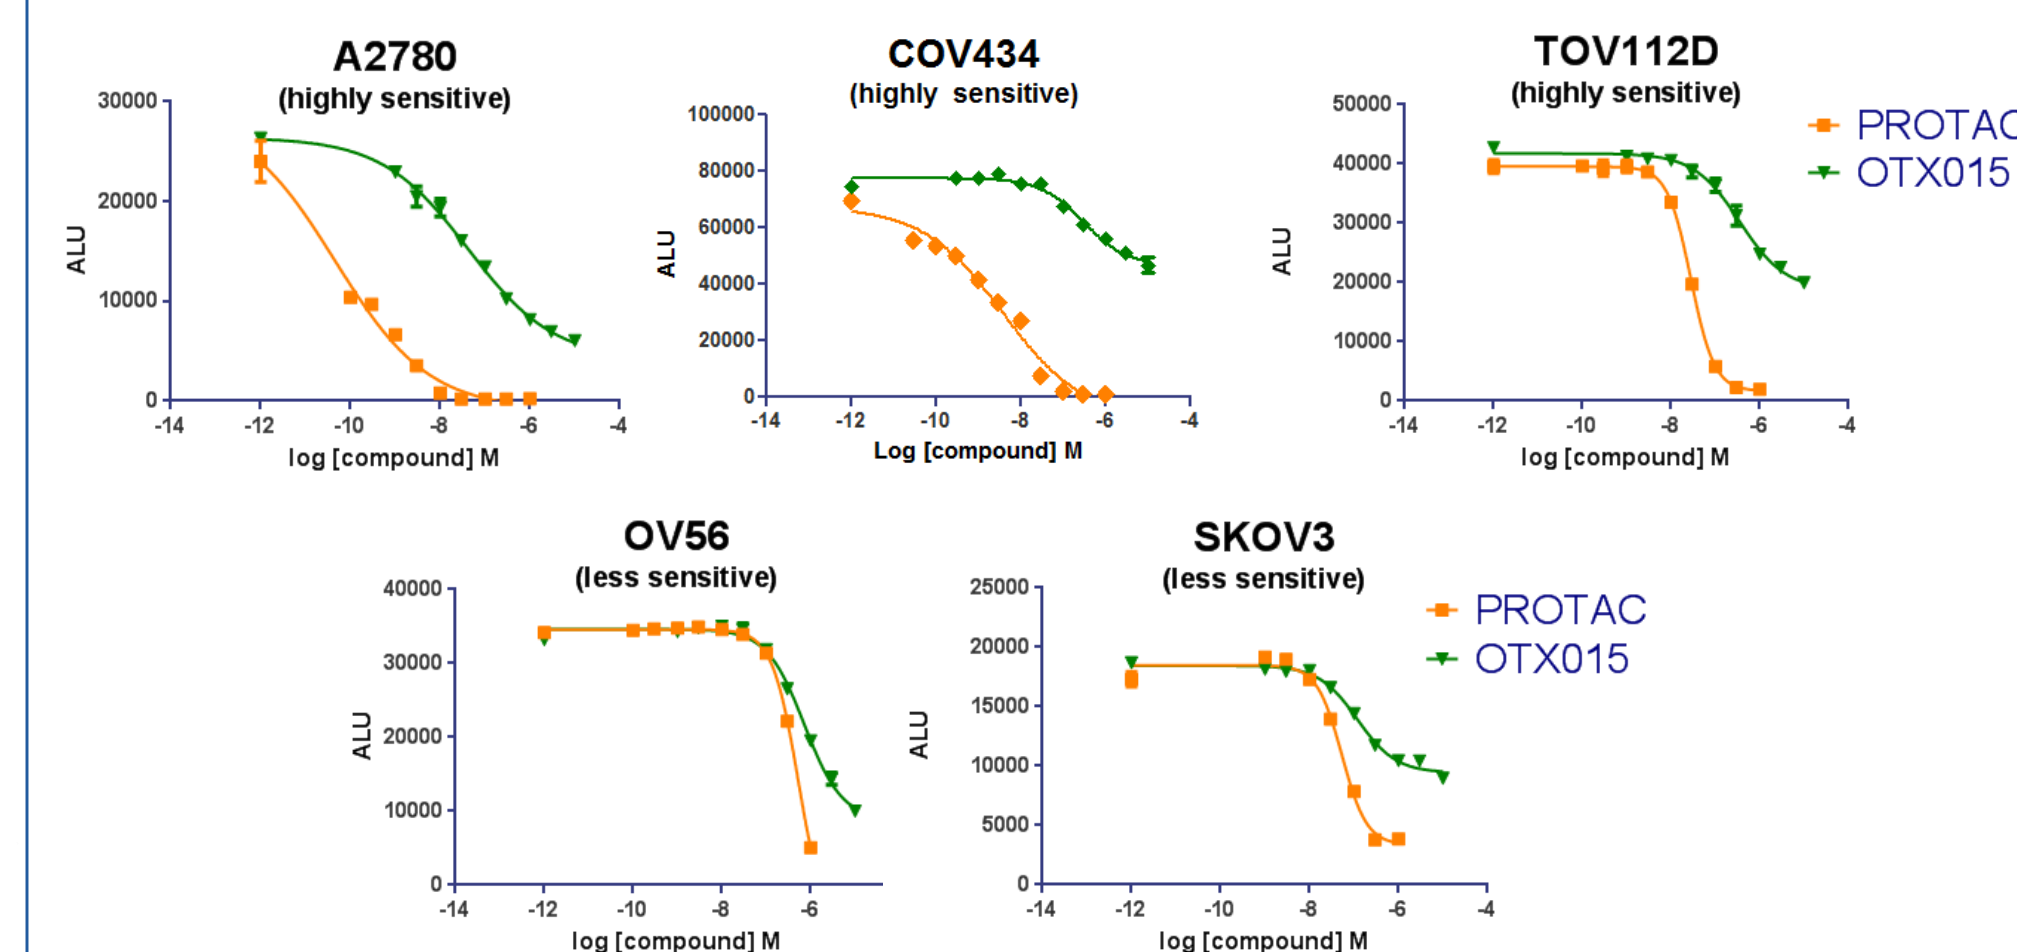 A2780
(highly sensitive)
30000
20000
10000
0
ALU
-14 -12 -10 -8 -6 -4
log [compound] M
COV434
(highly sensitive)
100000
80000
60000
40000
20000
0
ALU
-14 -12 -10 -8 -6 -4
Log [compound] M
TOV112D
(highly sensitive)
50000
40000
30000
20000
10000
0
ALU
-14 -12 -10 -8 -6 -4
log [compound] M
PROTAC
OTX015
OV56
(less sensitive)
40000
30000
20000
10000
0
ALU
-14 -12 -10 -8 -6
log [compound] M
SKOV3
(less sensitive)
25000
20000
15000
10000
5000
0
ALU
-14 -12 -10 -8 -6 -4
log [compound] M
PROTAC
OTX015